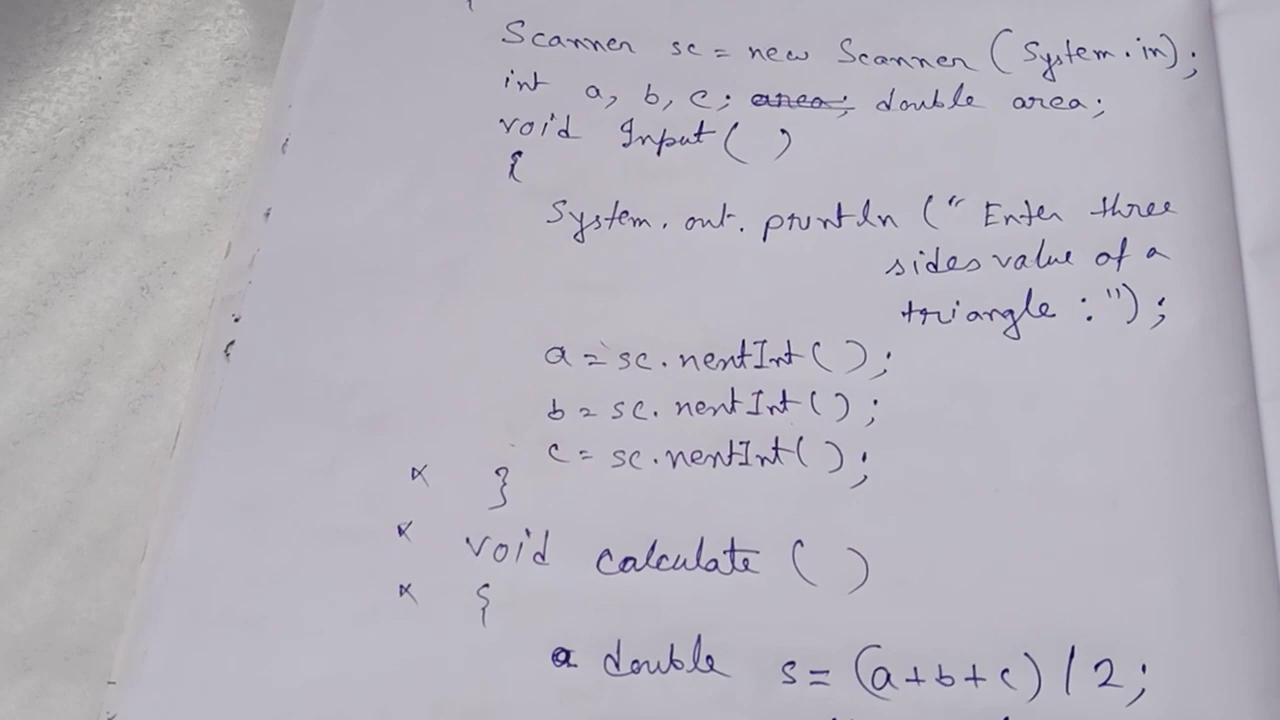 Scanner sc = new Scanner (System.in);
int a, b, c; area; double area;
void Input ( )
{
System.out.println (" Enter three
sides value of a
triangle : ");
a = sc.nextInt ( );
b = sc.nextInt ( );
c = sc.nextInt ( );
}
void calculate ( )
{
double s = (a+b+c) / 2;